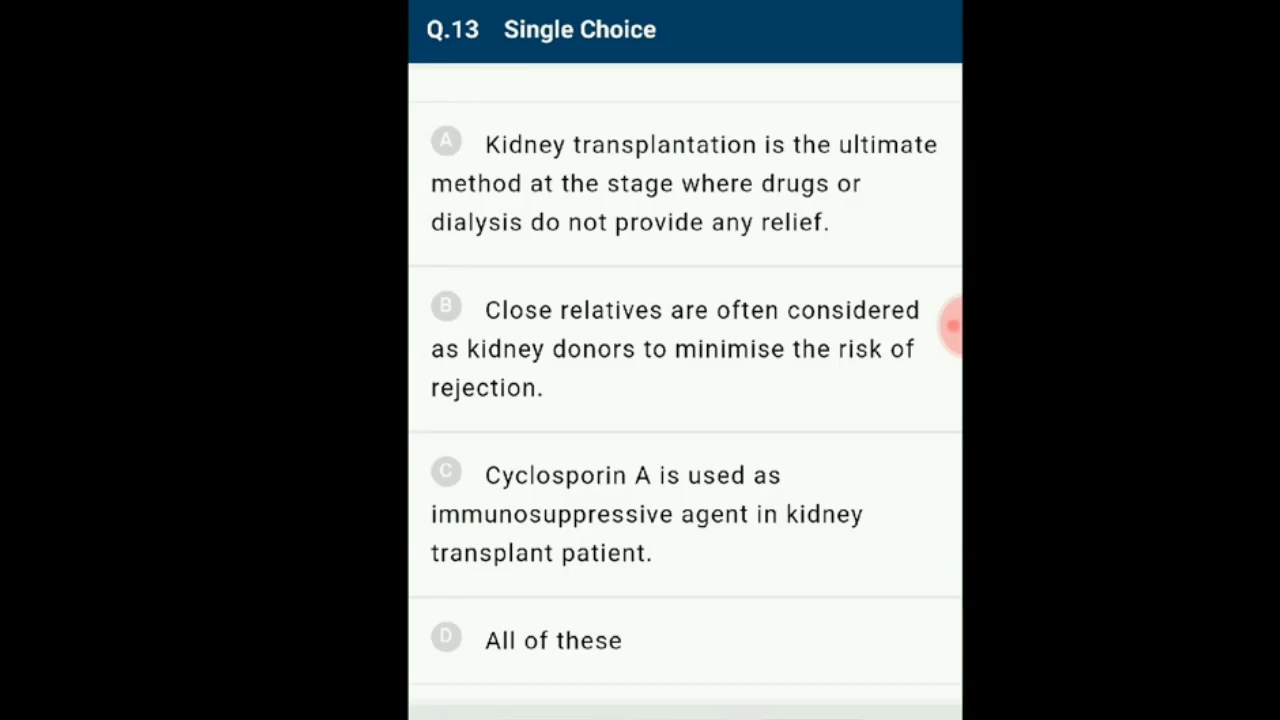 Q.13 Single Choice
A Kidney transplantation is the ultimate
method at the stage where drugs or
dialysis do not provide any relief.
B Close relatives are often considered
as kidney donors to minimise the risk of
rejection.
C Cyclosporin A is used as
immunosuppressive agent in kidney
transplant patient.
D All of these